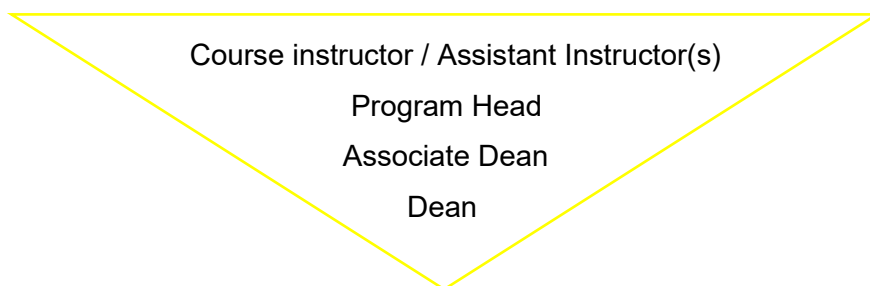 Course instructor / Assistant Instructor(s)
Program Head
Associate Dean
Dean